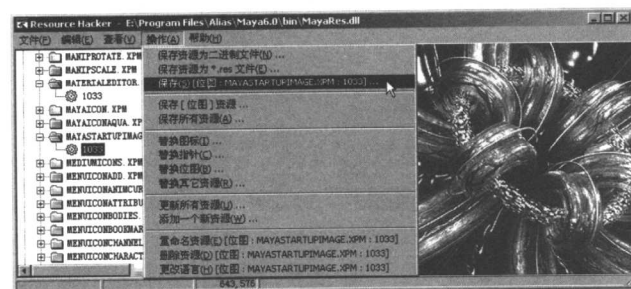 Resource Hacker - E:\Program Files\Alias\Maya6.0\bin\MayaRes.dll
文件(F) 编辑(E) 查看(V) 操作(A) 帮助(H)
MANIPROTATE.XPM
MANIPSCALE.XPM
MATERIALEDITOR.
1033
MAYAICON.XPM
MAYAICONAQUA.XP
MAYASTARTUPIMAG
1033
MEDIUMICONS.XPM
MENUICONADD.XPM
MENUICONANIMCUR
MENUICONATTRIBU
MENUICONBODIES.
MENUICONBOOKMAR
MENUICONCHANNEL
MENUICONCHARACT
保存资源为二进制文件(N) ...
保存资源为 *.res 文件(E) ...
保存(S) [位图 : MAYASTARTUPIMAGE.XPM : 1033]...
保存 [ 位图 ] 资源 ...
保存所有资源(A) ...
替换图标(I) ...
替换指针(C) ...
替换位图(B) ...
替换其它资源(R) ...
更新所有资源(U) ...
添加一个新资源(W) ...
重命名资源(E) [位图 : MAYASTARTUPIMAGE.XPM : 1033]
删除资源(D) [位图 : MAYASTARTUPIMAGE.XPM : 1033]
更改语言(H) [位图 : MAYASTARTUPIMAGE.XPM : 1033]
643, 576